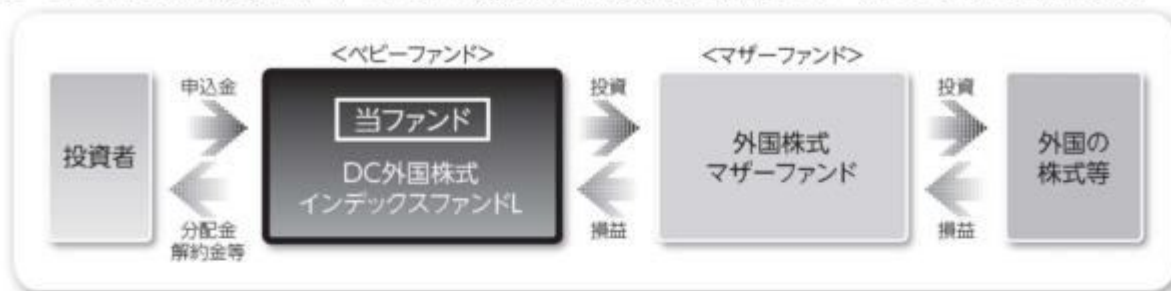 <ベビーファンド>
<マザーファンド>
投資者
申込金
分配金
解約金等
当ファンド
DC外国株式
インデックスファンドL
投資
損益
外国株式
マザーファンド
投資
損益
外国の
株式等